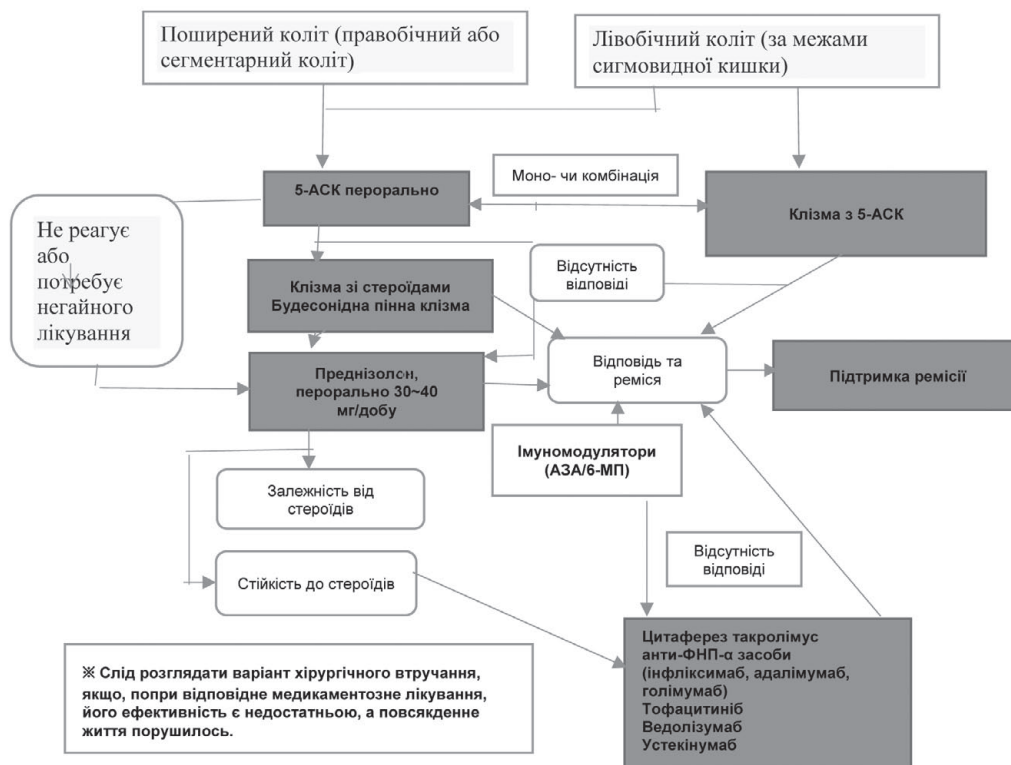 Поширений коліт (правобічний або
сегментарний коліт)
Лівобічний коліт (за межами
сигмовидної кишки)
Моно- чи комбінація
5-АСК перорально
Клізма з 5-АСК
Не реагує
або
потребує
негайного
лікування
Відсутність
відповіді
Клізма зі стероїдами
Будесонідна пінна клізма
Преднізолон,
перорально 30~40
мг/добу
Відповідь та
ремісія
Підтримка ремісії
Імуномодулятори
(АЗА/6-МП)
Залежність від
стероїдів
Відсутність
відповіді
Стійкість до стероїдів
Цитаферез такролімус
анти-ФНП-α засоби
(інфліксимаб, адалімумаб,
голімумаб)
Тофацитиніб
Ведолізумаб
Устекінумаб
※ Слід розглядати варіант хірургічного втручання,
якщо, попри відповідне медикаментозне лікування,
його ефективність є недостатньою, а повсякденне
життя порушилось.